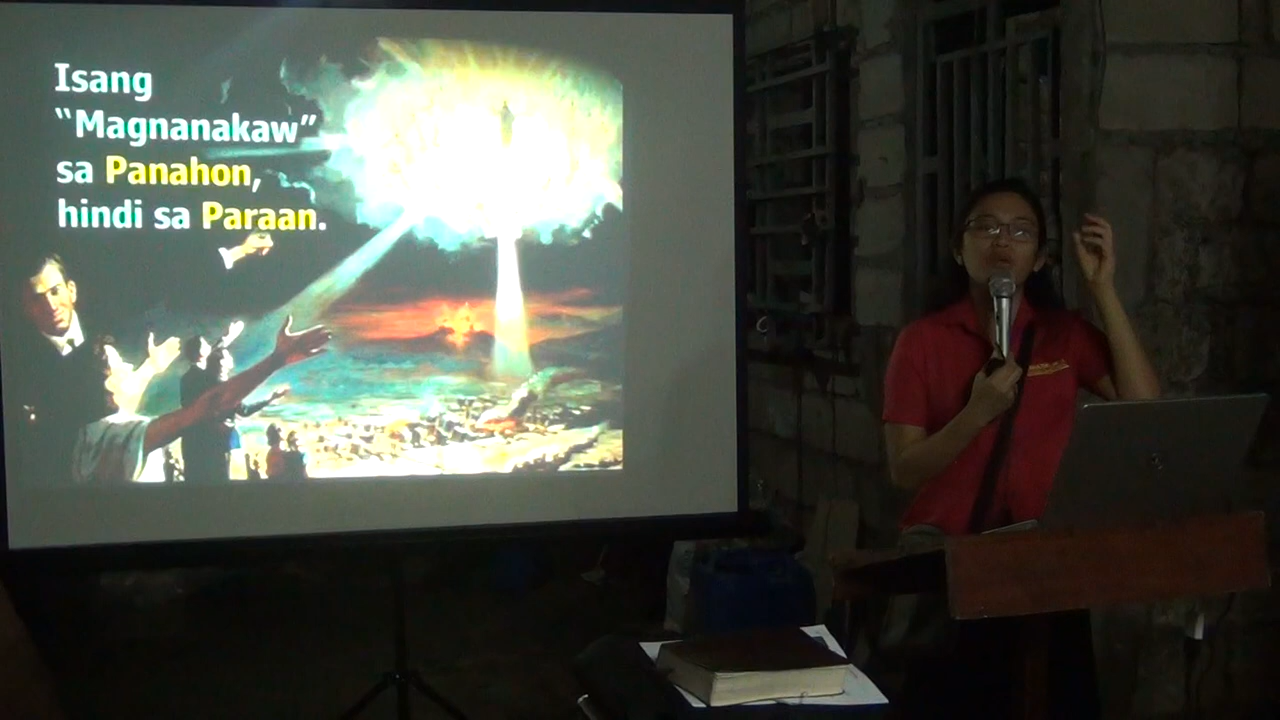 Isang
“Magnanakaw”
sa Panahon,
hindi sa Paraan.